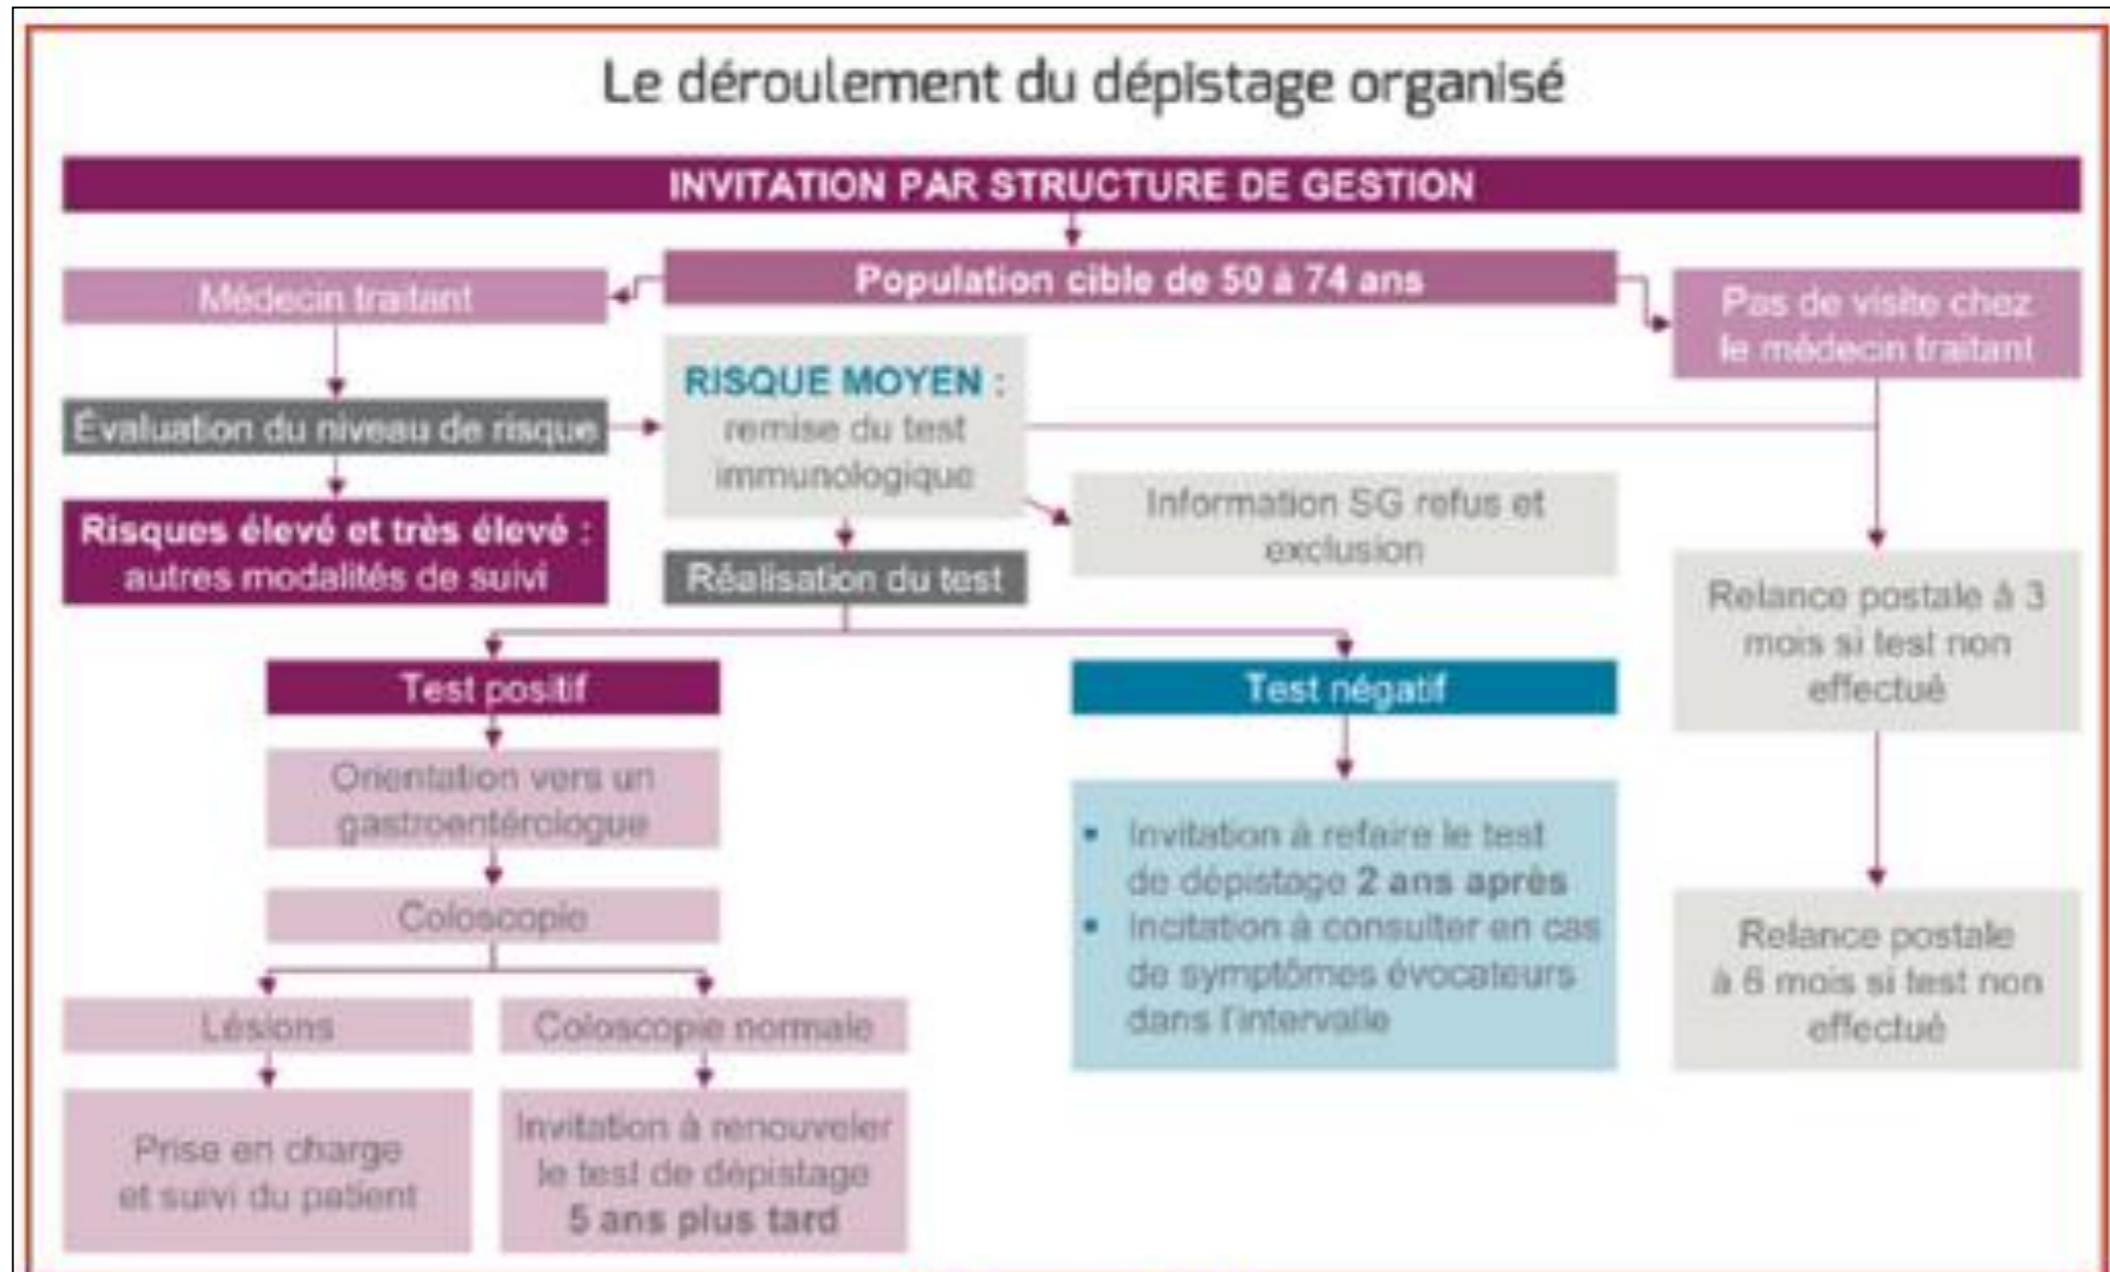 Le déroulement du dépistage organisé
INVITATION PAR STRUCTURE DE GESTION
Population cible de 50 à 74 ans
Médecin traitant
Pas de visite chez
le médecin traitant
Évaluation du niveau de risque
RISQUE MOYEN :
remise du test
immunologique
Risques élevé et très élevé :
autres modalités de suivi
Information SG refus et
exclusion
Réalisation du test
Relance postale à 3
mois si test non
effectué
Test positif
Test négatif
Orientation vers un
gastroentérologue
Coloscopie
• Invitation à refaire le test
de dépistage 2 ans après
• Incitation à consulter en cas
de symptômes évocateurs
dans l'intervalle
Relance postale
à 6 mois si test non
effectué
Lésions
Coloscopie normale
Prise en charge
et suivi du patient
Invitation à renouveler
le test de dépistage
5 ans plus tard